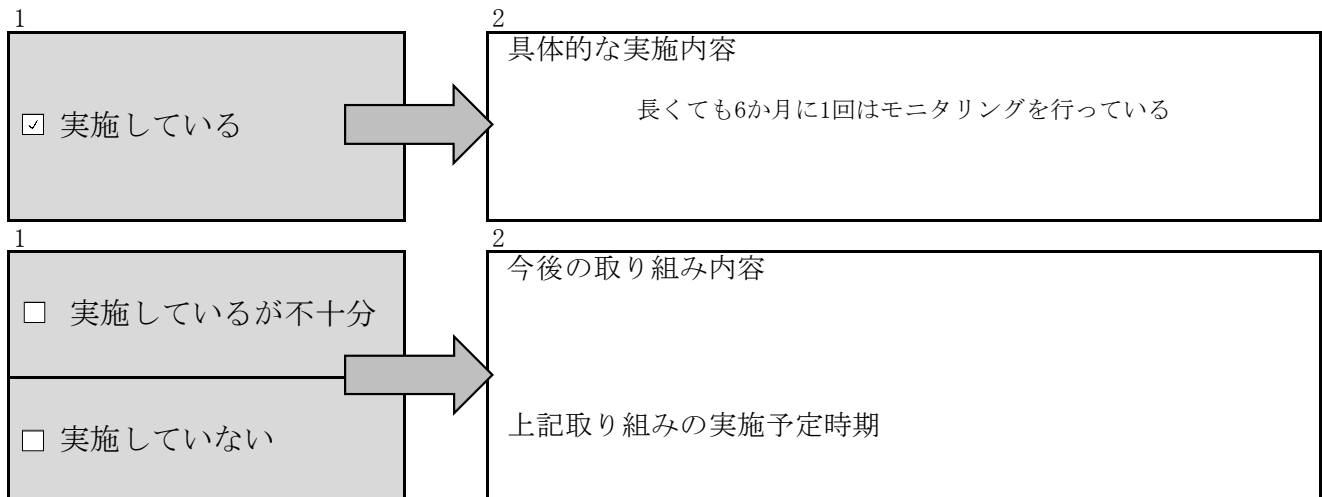 1
2
☑ 実施している
具体的な実施内容
長くても6か月に1回はモニタリングを行っている
1
2
☐ 実施しているが不十分
☐ 実施していない
今後の取り組み内容
上記取り組みの実施予定時期